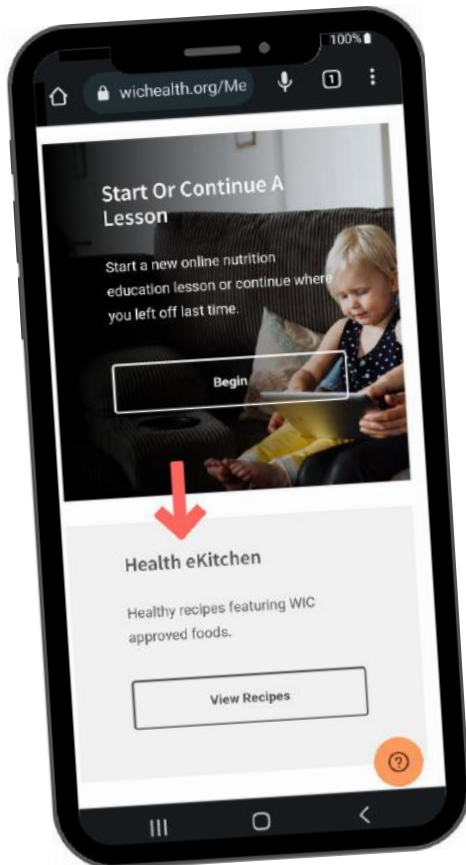 100%
wichealth.org/Me
1
Start Or Continue A
Lesson
Start a new online nutrition
education lesson or continue where
you left off last time.
Begin
Health eKitchen
Healthy recipes featuring WIC
approved foods.
View Recipes
?